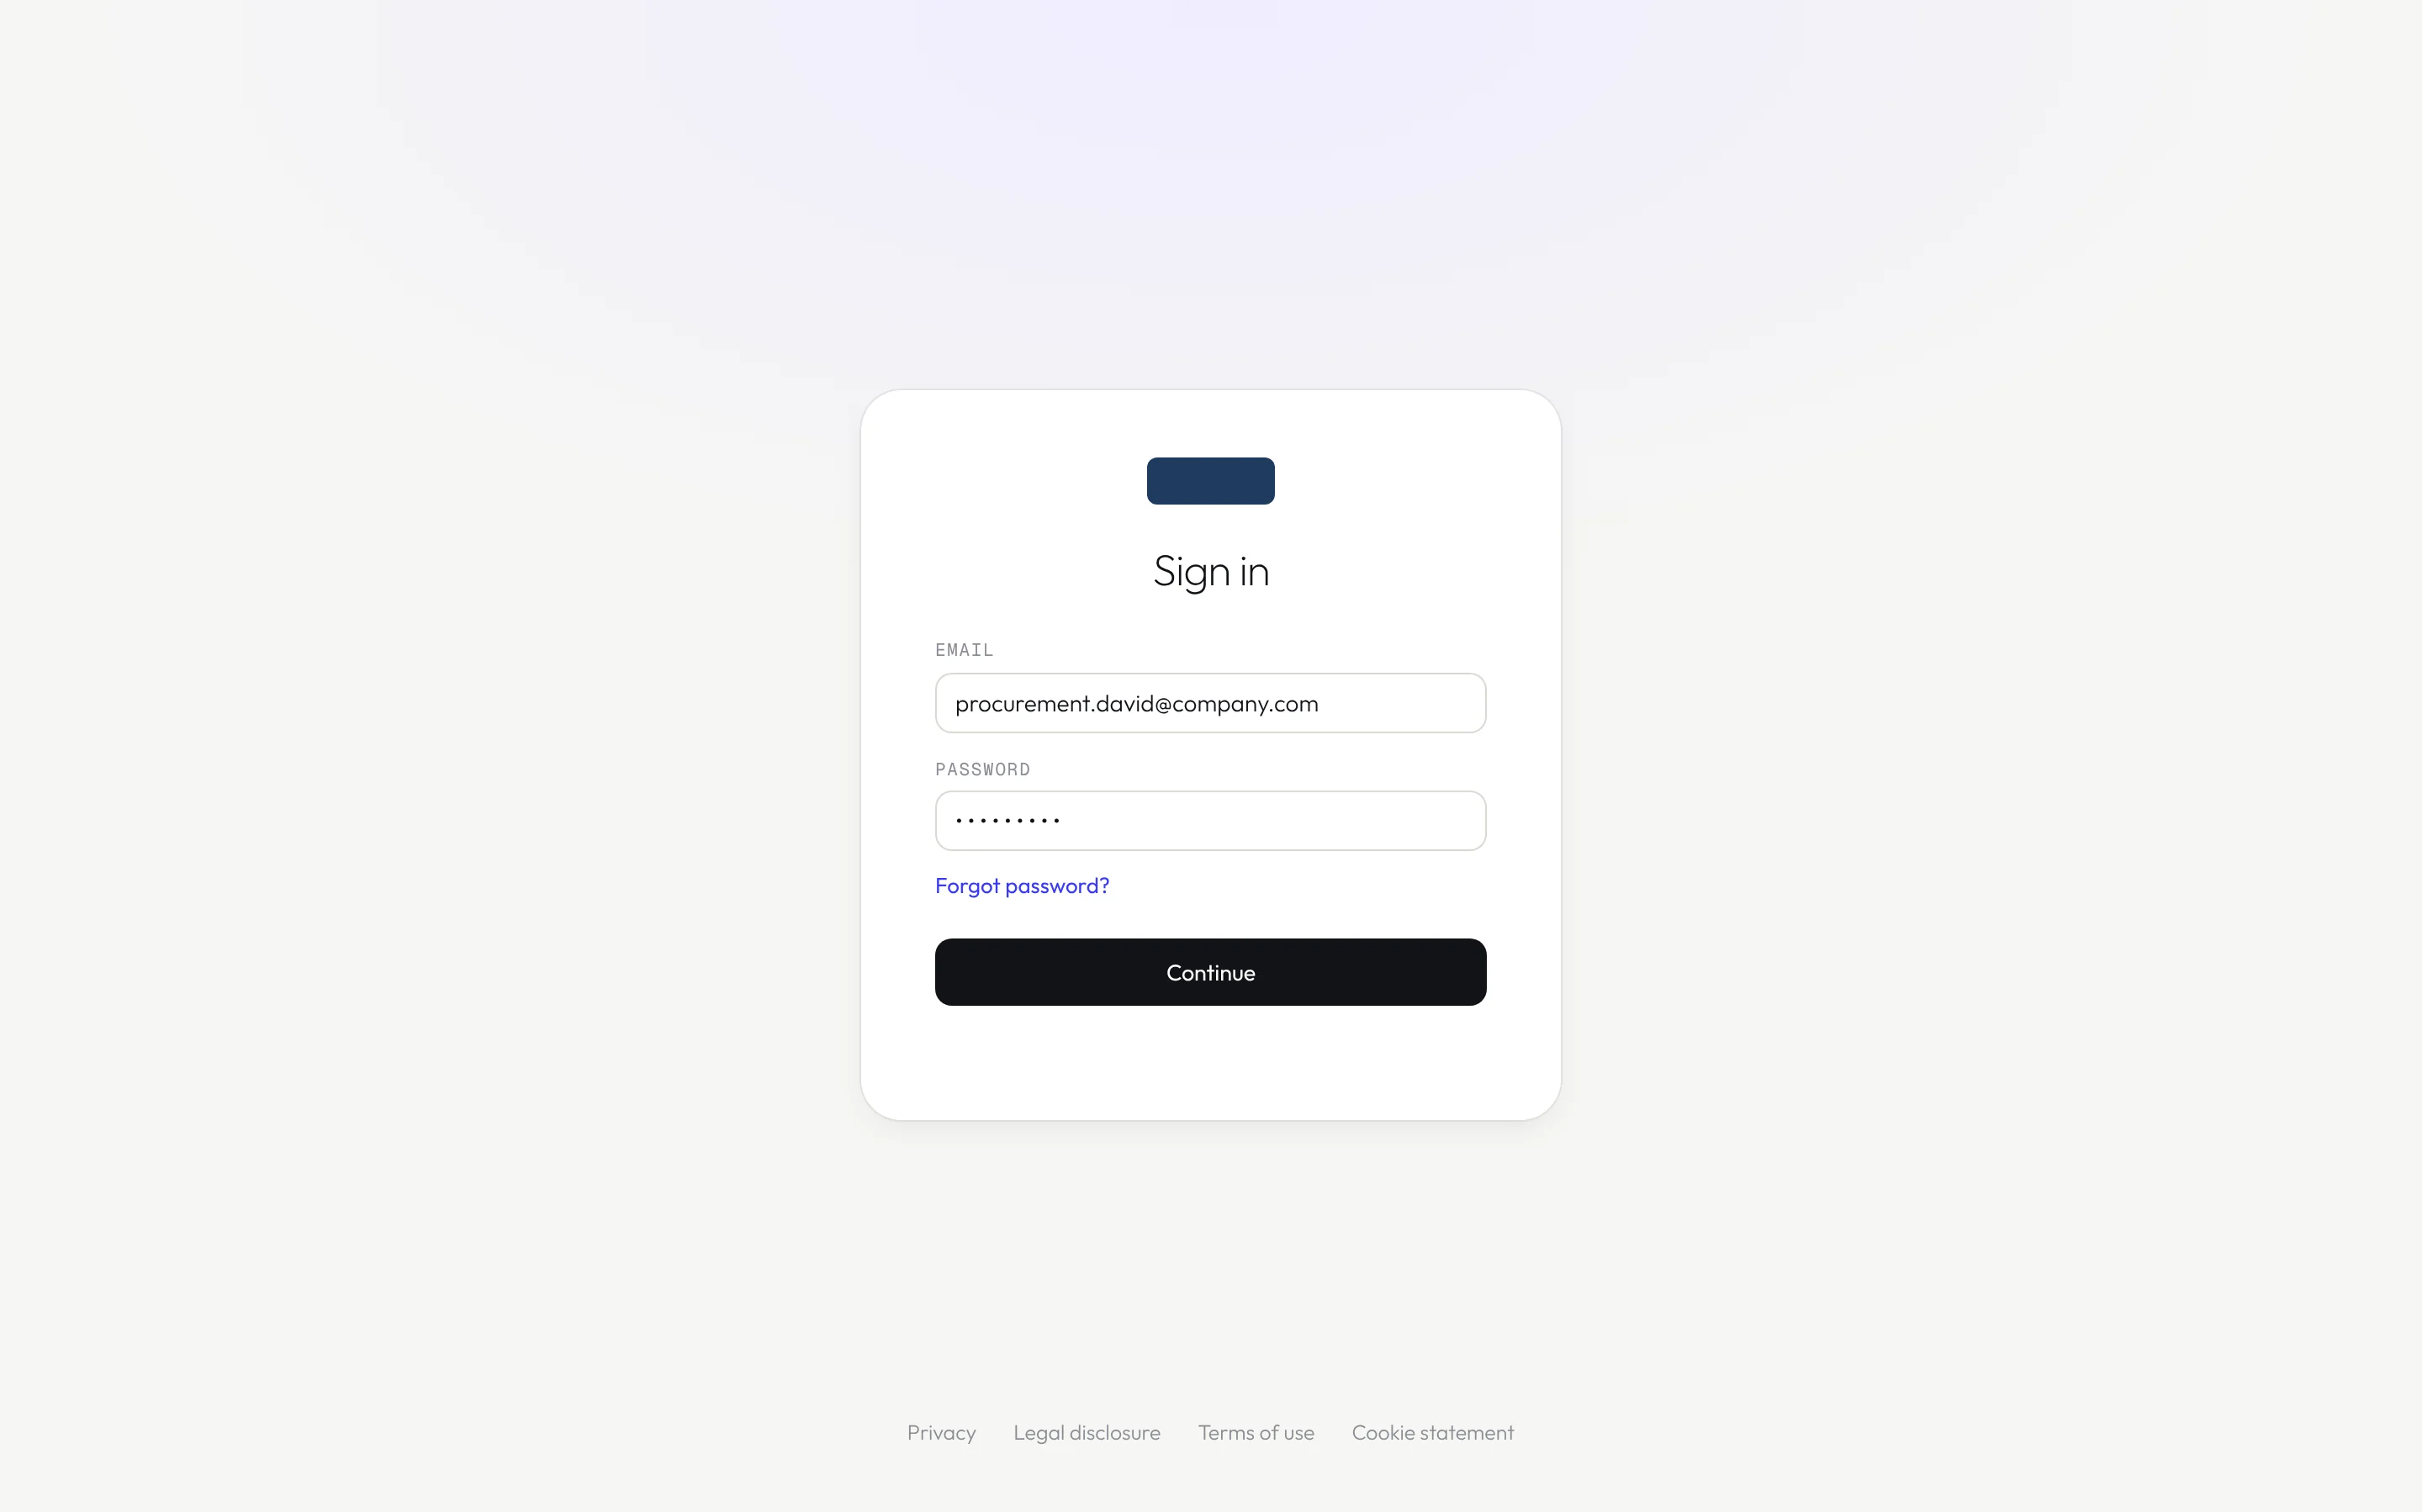 Sign in
EMAIL
procurement.david@company.com
PASSWORD
•••••••••
Forgot password?
Continue
Privacy Legal disclosure Terms of use Cookie statement